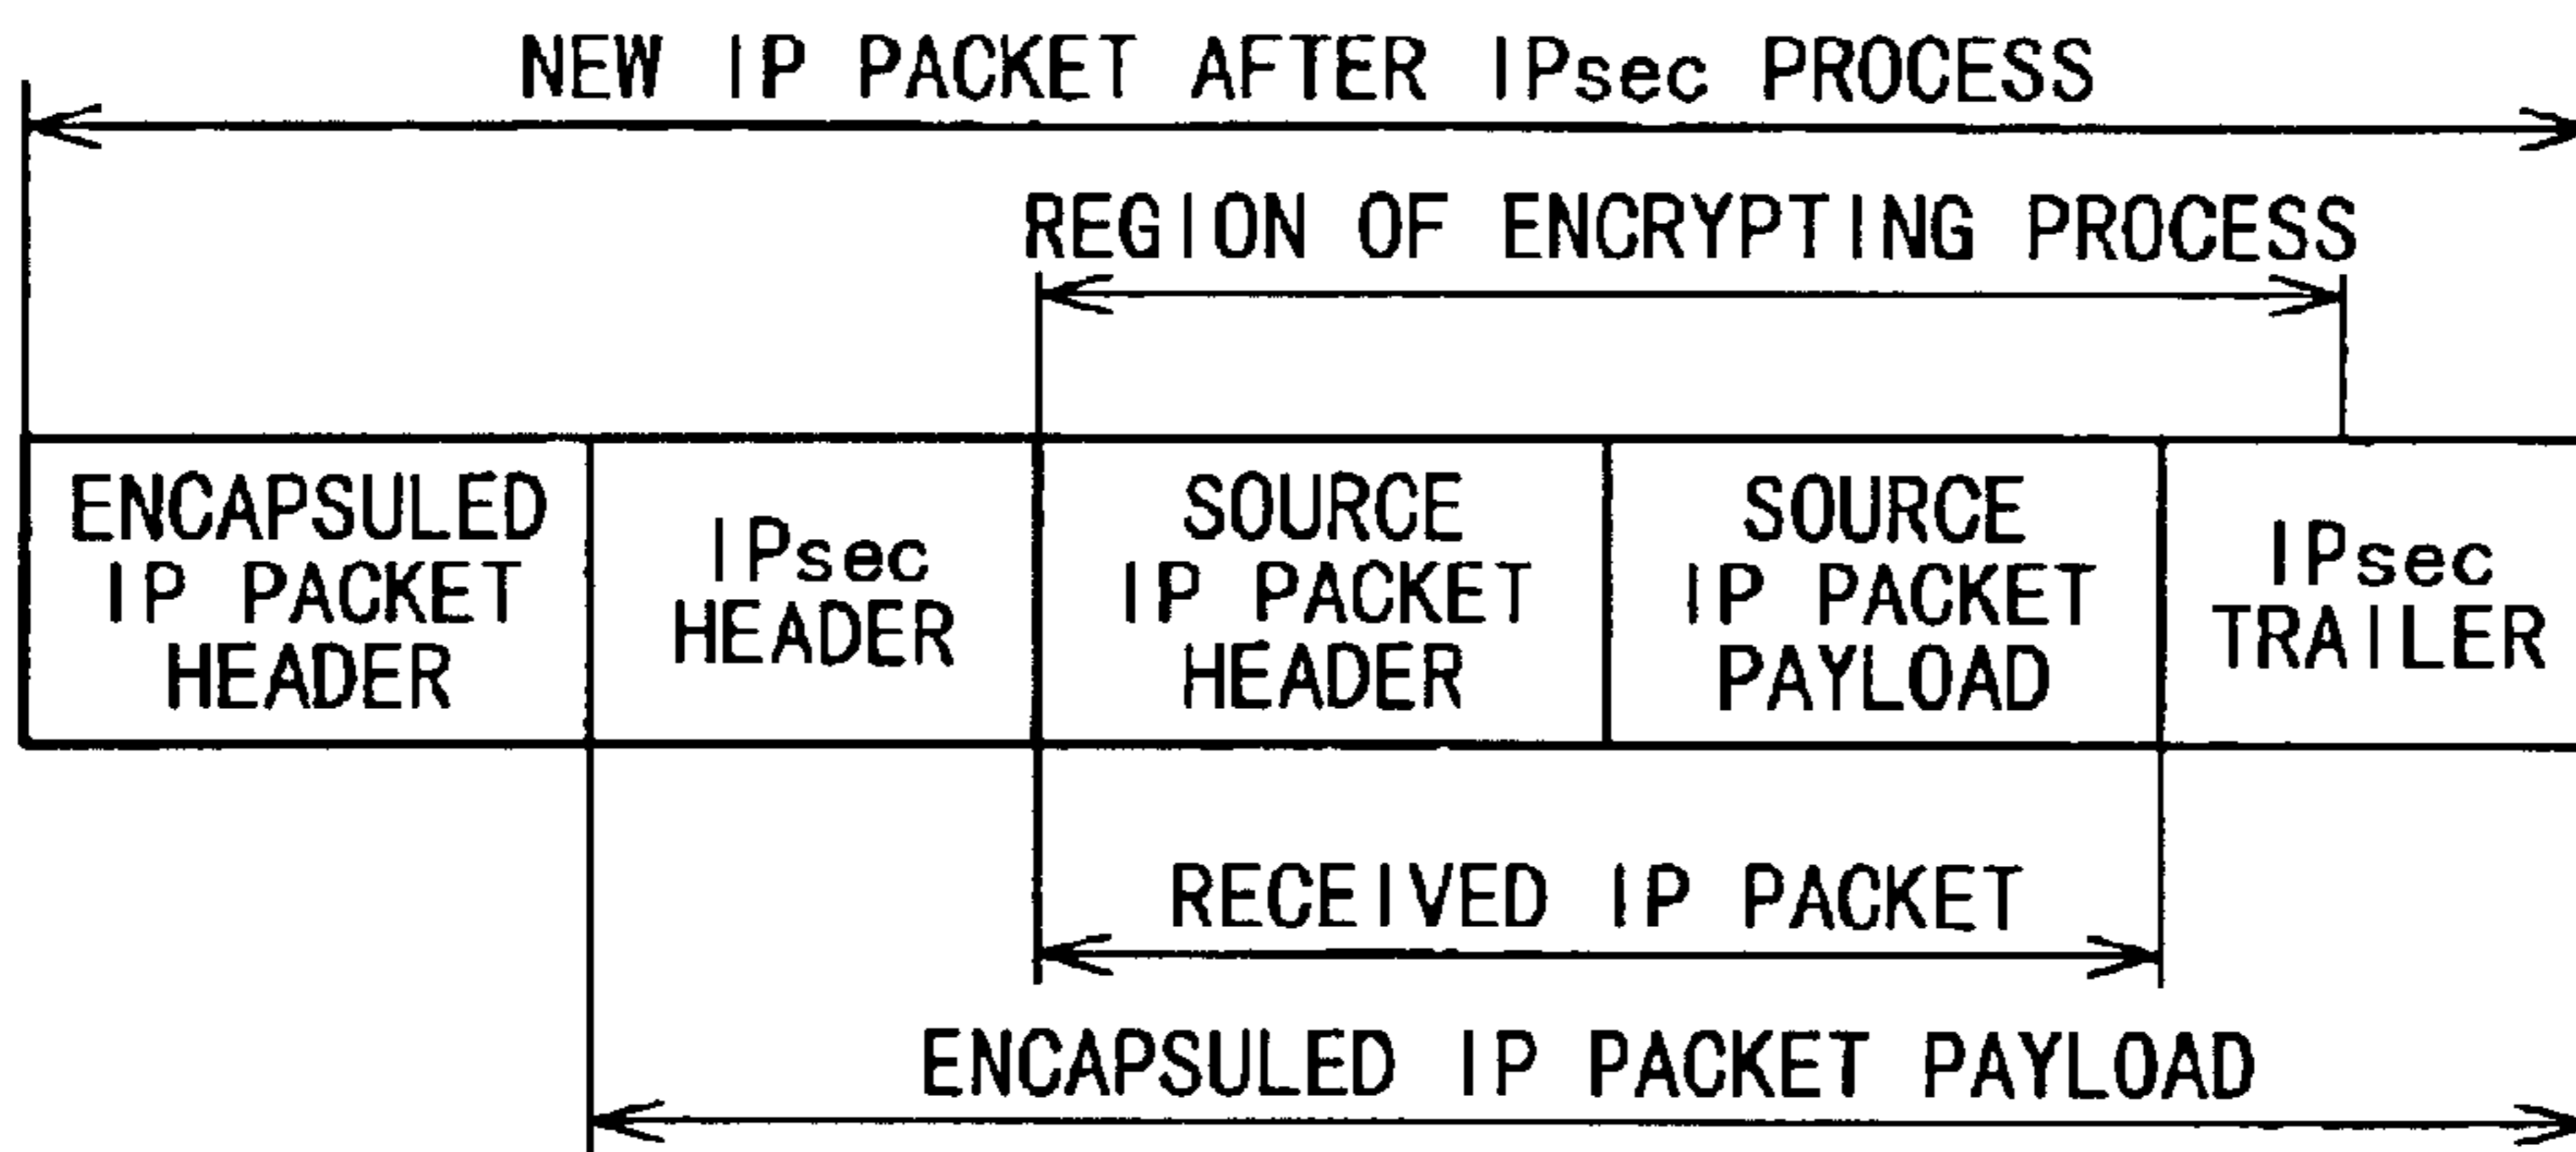 NEW IP PACKET AFTER IPsec PROCESS
REGION OF ENCRYPTING PROCESS
ENCAPSULED
IP PACKET
HEADER
IPsec
HEADER
SOURCE
IP PACKET
HEADER
SOURCE
IP PACKET
PAYLOAD
IPsec
TRAILER
RECEIVED IP PACKET
ENCAPSULED IP PACKET PAYLOAD